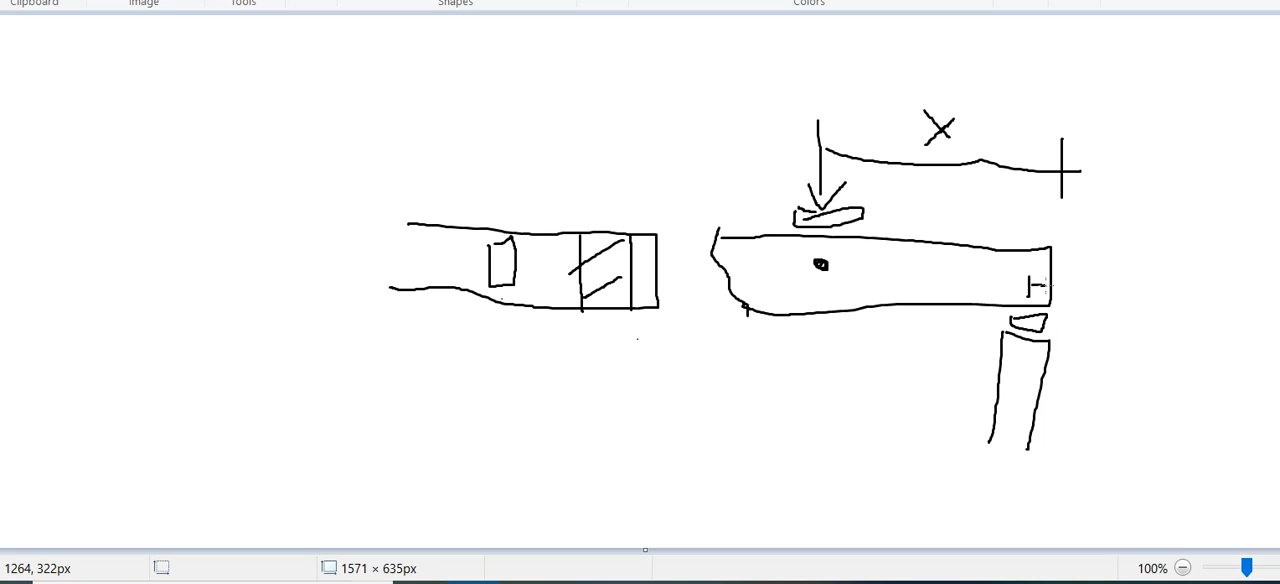 Clipboard
Image
Tools
Shapes
Colors
X
H
1264, 322px
1571 × 635px
100%